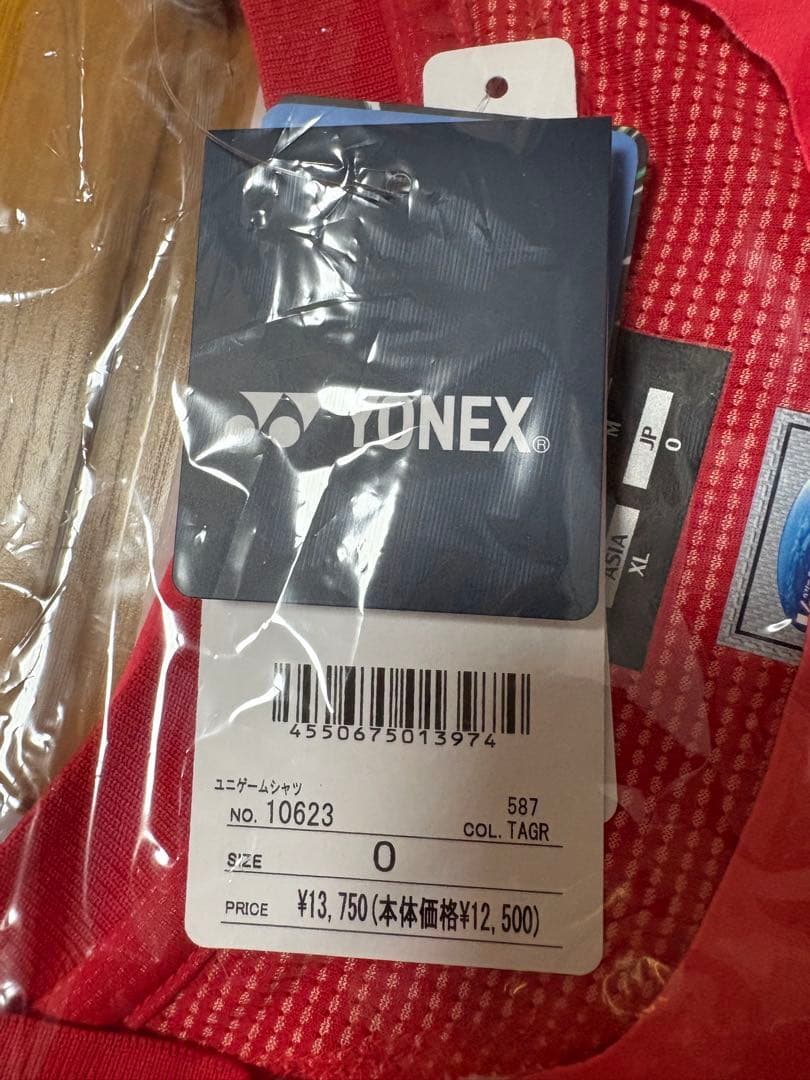 YONEX®
M
JP
O
ASIA
XL
4550675013974
ユニゲームシャツ
NO. 10623
587
COL. TAGR
SIZE O
PRICE ¥13,750(本体価格¥12,500)